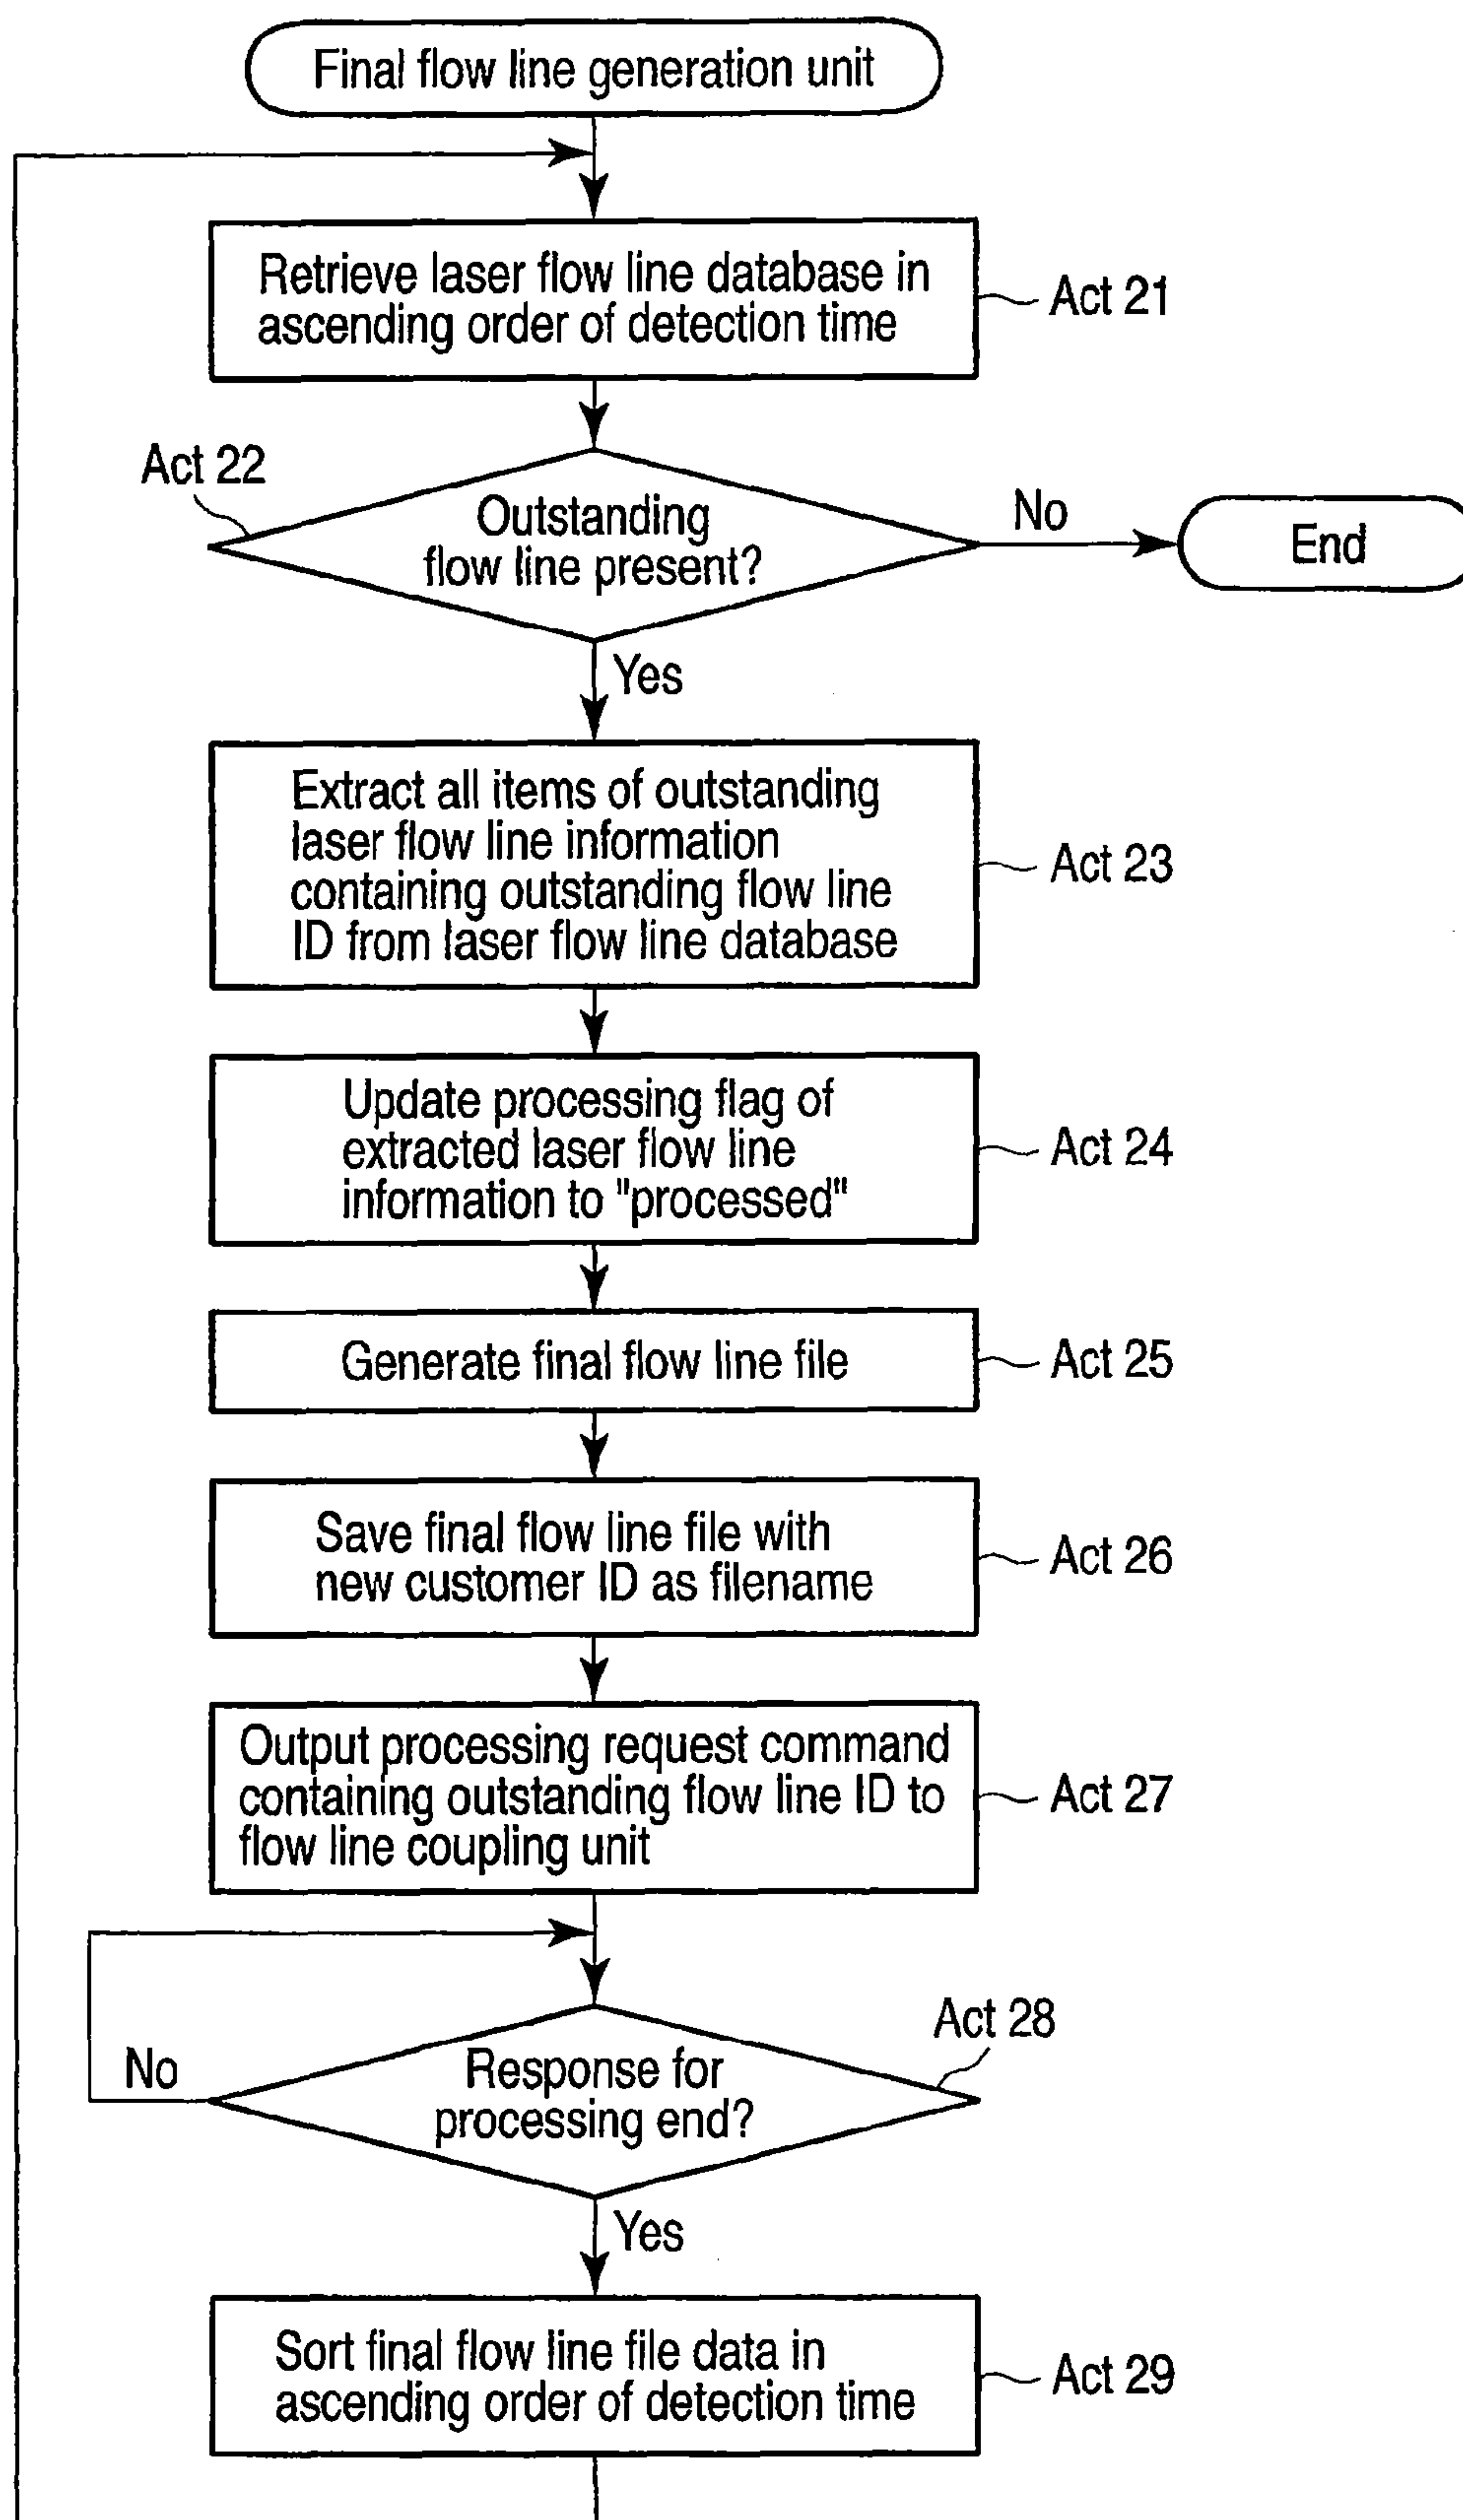 Final flow line generation unit
Retrieve laser flow line database in
ascending order of detection time
Act 21
Act 22
Outstanding
flow line present?
No
End
Yes
Extract all items of outstanding
laser flow line information
containing outstanding flow line
ID from laser flow line database
Act 23
Update processing flag of
extracted laser flow line
information to "processed"
Act 24
Generate final flow line file
Act 25
Save final flow line file with
new customer ID as filename
Act 26
Output processing request command
containing outstanding flow line ID to
flow line coupling unit
Act 27
Act 28
No
Response for
processing end?
Yes
Sort final flow line file data in
ascending order of detection time
Act 29